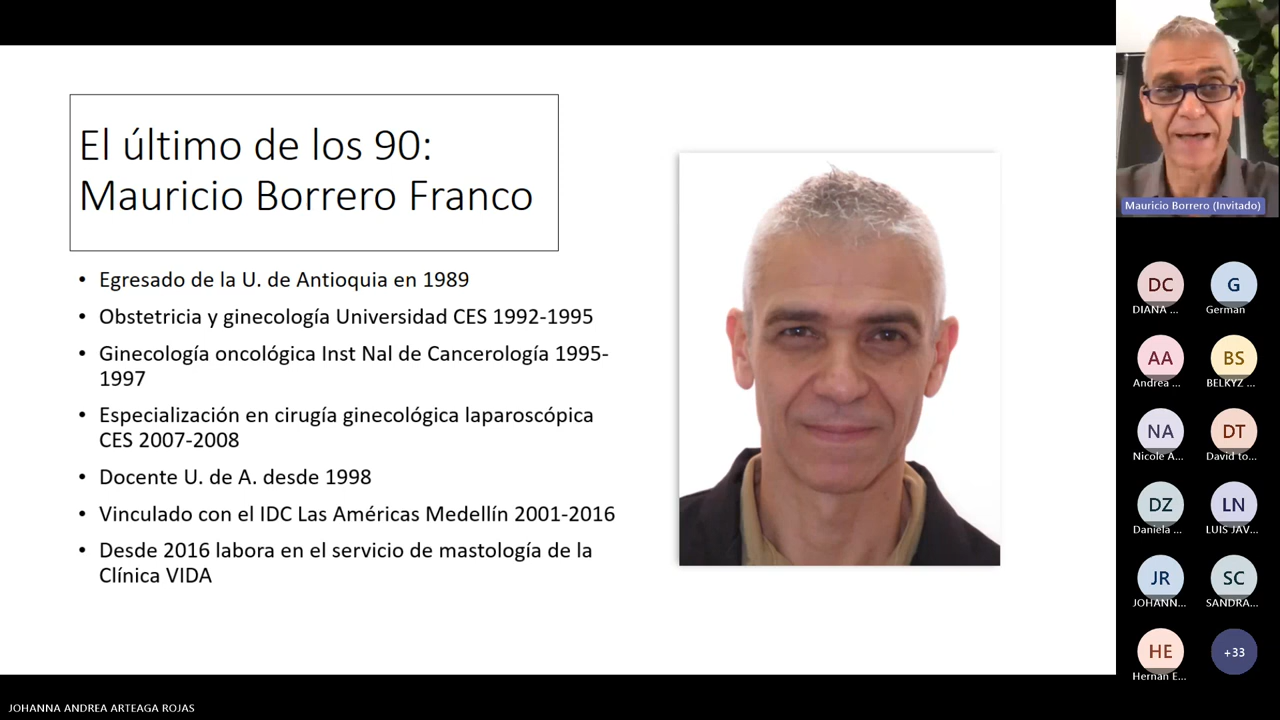 El último de los 90:
Mauricio Borrero Franco
• Egresado de la U. de Antioquia en 1989
• Obstetricia y ginecología Universidad CES 1992-1995
• Ginecología oncológica Inst Nal de Cancerología 1995-
1997
• Especialización en cirugía ginecológica laparoscópica
CES 2007-2008
• Docente U. de A. desde 1998
• Vinculado con el IDC Las Américas Medellín 2001-2016
• Desde 2016 labora en el servicio de mastología de la
Clínica VIDA
Mauricio Borrero (Invitado)
DC
G
DIANA ...
German
AA
BS
Andrea ...
BELKYZ ...
NA
DT
Nicole A...
David to...
DZ
LN
Daniela ...
LUIS JAV...
JR
SC
JOHANN...
SANDRA...
HE
+33
Hernan E...
JOHANNA ANDREA ARTEAGA ROJAS